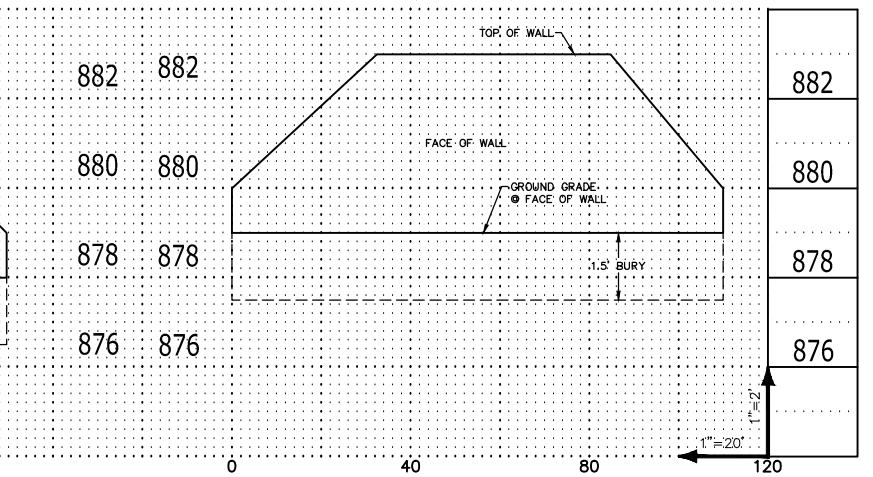 TOP OF WALL
882 882 882
FACE OF WALL
880 880 880
GROUND GRADE
@ FACE OF WALL
878 878 878
1.5' BURY
876 876 876
1"=2'
1"=20'
0 40 80 120